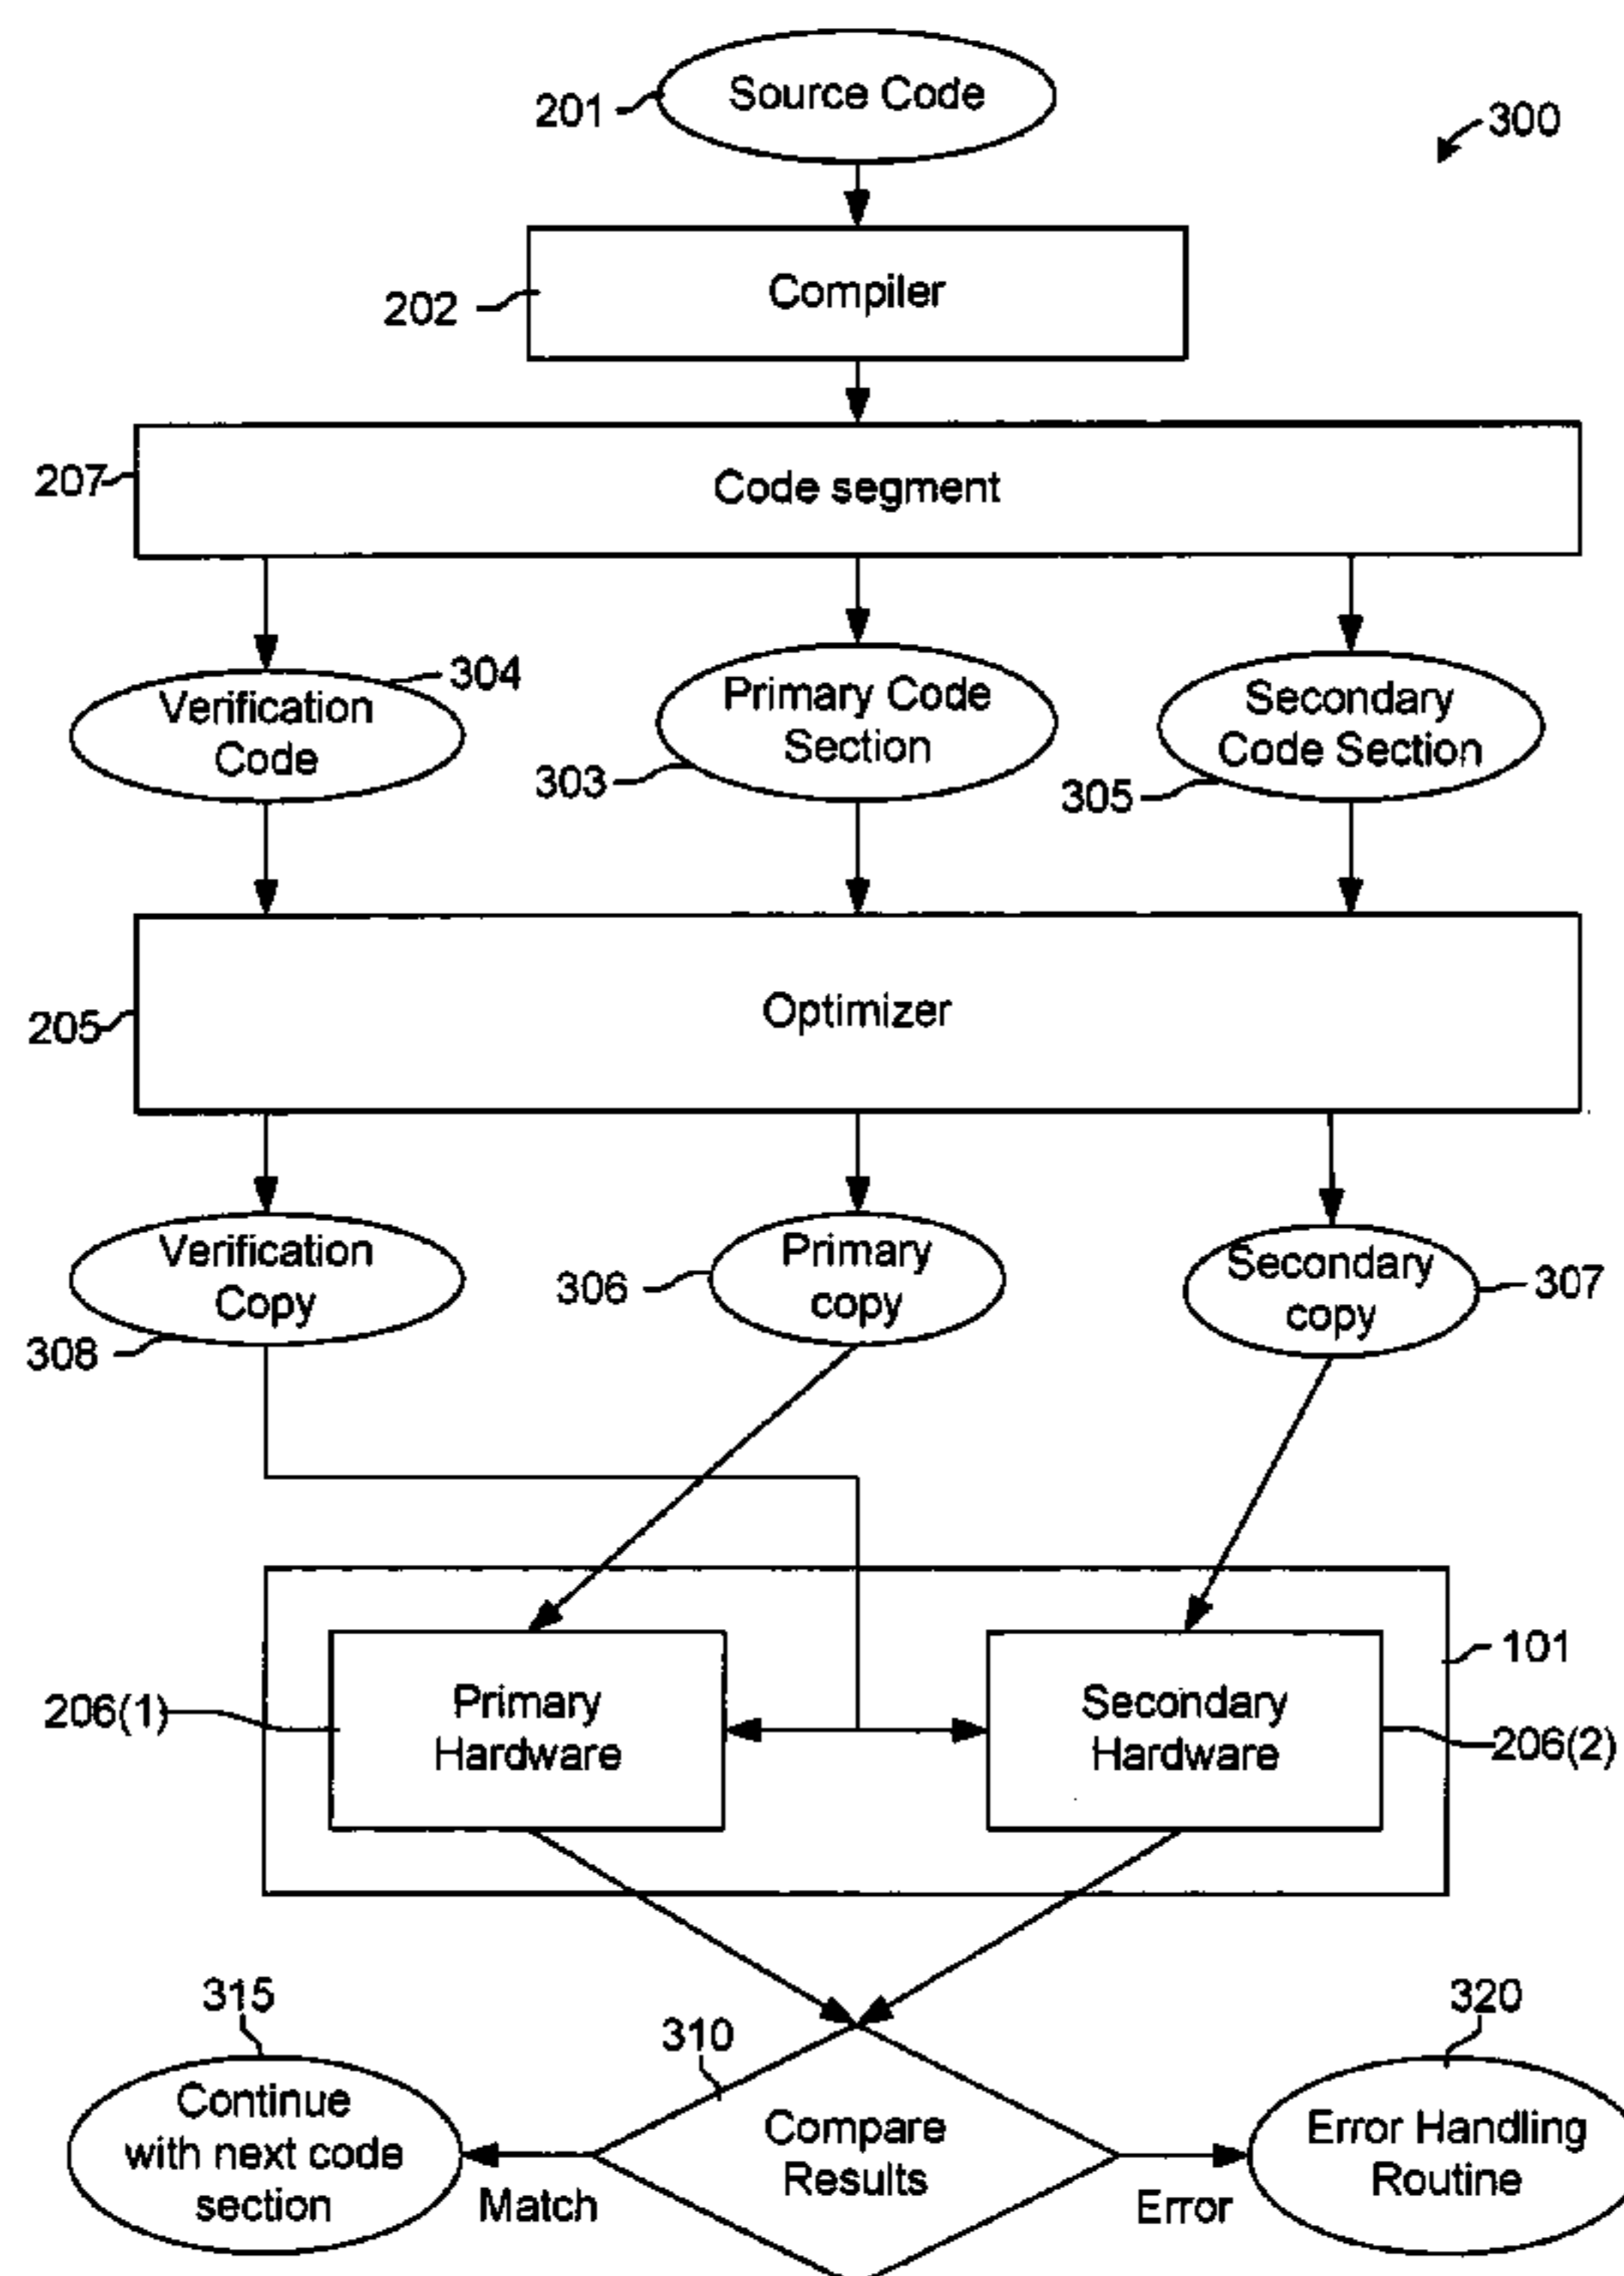 Source Code
201
300
Compiler
202
Code segment
207
304
Verification
Code
Primary Code
Section
303
Secondary
Code Section
305
Optimizer
205
Verification
Copy
308
Primary
copy
306
Secondary
copy
307
101
Primary
Hardware
206(1)
Secondary
Hardware
206(2)
315
310
320
Continue
with next code
section
Match
Compare
Results
Error
Error Handling
Routine